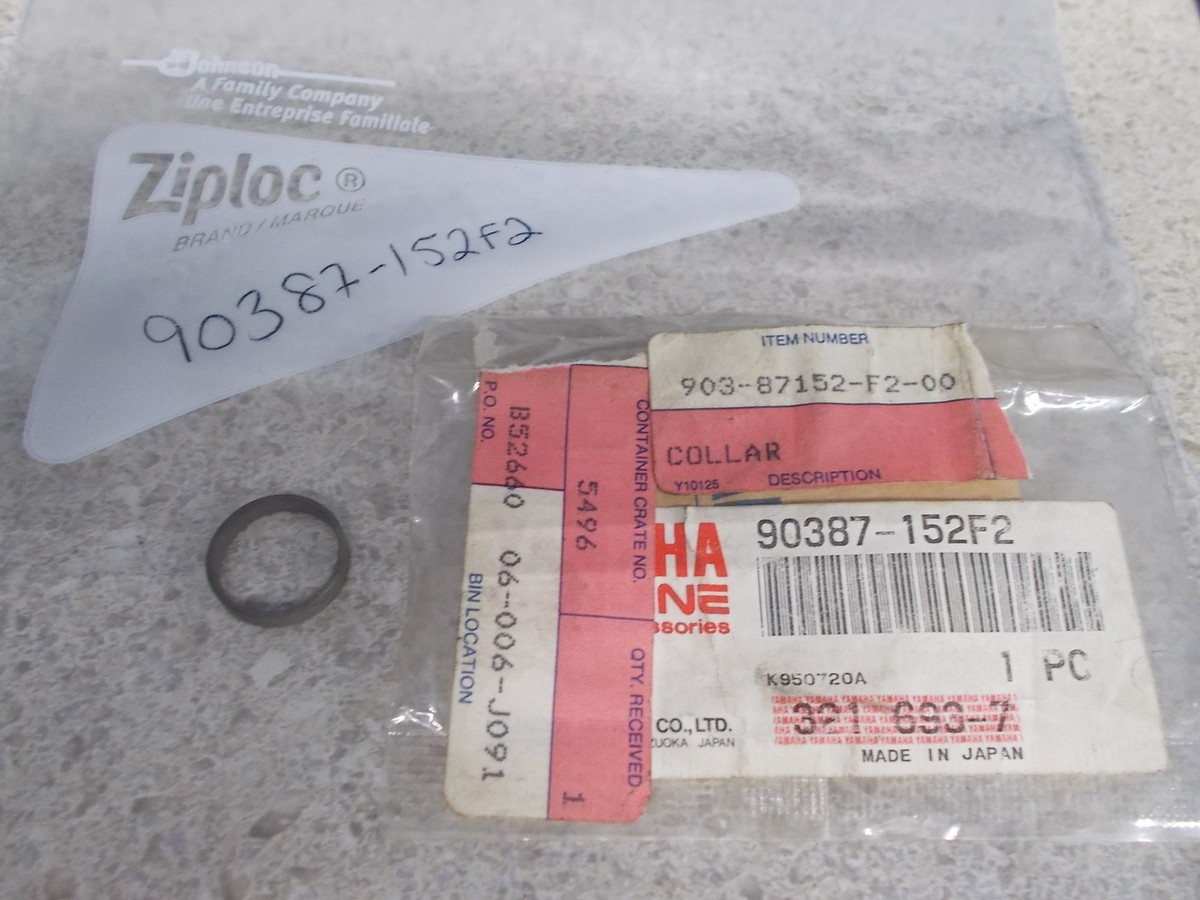 Johnson
A Family Company
Une Entreprise Familiale
Ziploc ®
BRAND / MARQUE
90387-152F2
ITEM NUMBER
903-87152-F2-00
COLLAR
Y10125 DESCRIPTION
P.O. NO.
B52660
CONTAINER CRATE NO.
5496
BIN LOCATION
06-006-J091
QTY. RECEIVED
1
HA
NE
ssories
90387-152F2
1 PC
K950720A
CO., LTD.
ZUOKA JAPAN
MADE IN JAPAN